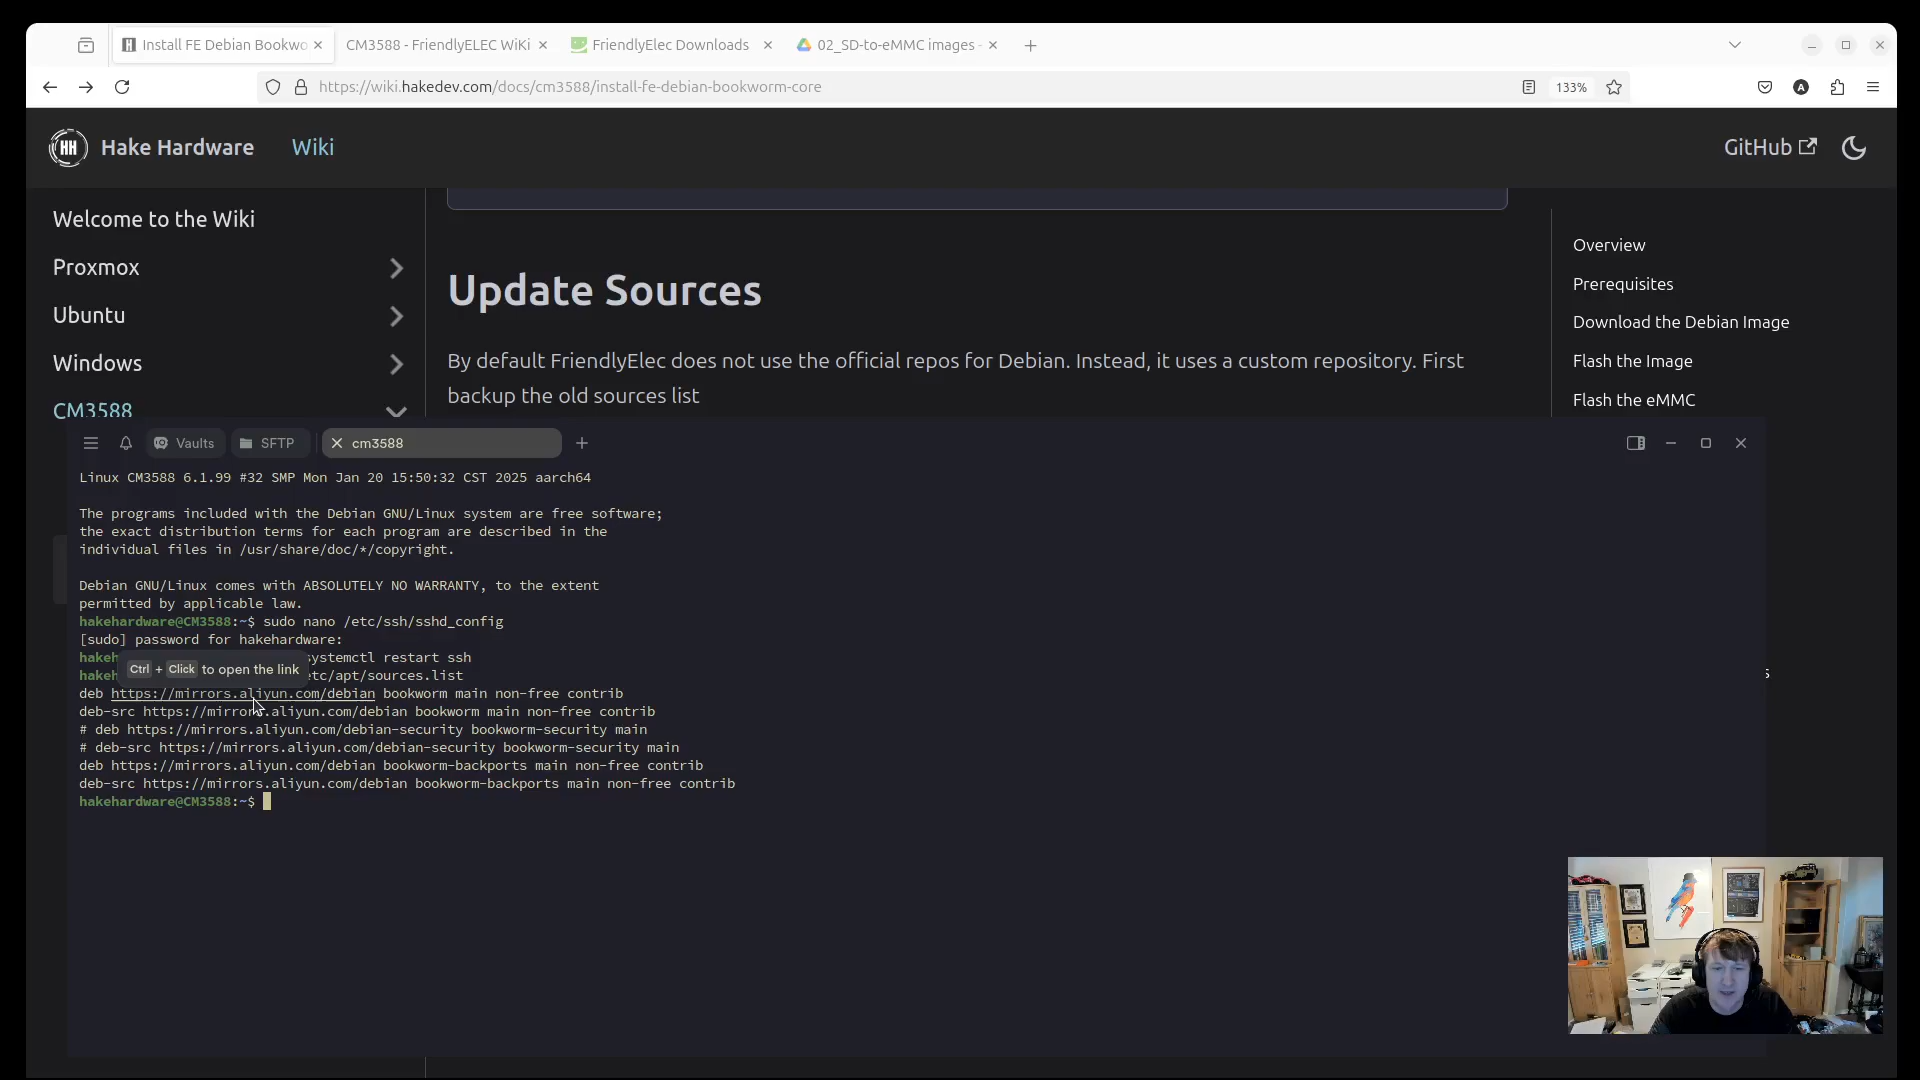 Install FE Debian Bookwo
CM3588 - FriendlyELEC WiKi
FriendlyElec Downloads
02_SD-to-eMMC images -
https://wiki.hakedev.com/docs/cm3588/install-fe-debian-bookworm-core
133%
A
HH
Hake Hardware
Wiki
GitHub
Welcome to the Wiki
Proxmox
Ubuntu
Windows
CM3588
Update Sources
By default FriendlyElec does not use the official repos for Debian. Instead, it uses a custom repository. First
backup the old sources list
Overview
Prerequisites
Download the Debian Image
Flash the Image
Flash the eMMC
Vaults
SFTP
cm3588
Linux CM3588 6.1.99 #32 SMP Mon Jan 20 15:50:32 CST 2025 aarch64
The programs included with the Debian GNU/Linux system are free software;
the exact distribution terms for each program are described in the
individual files in /usr/share/doc/*/copyright.
Debian GNU/Linux comes with ABSOLUTELY NO WARRANTY, to the extent
permitted by applicable law.
hakehardware@CM3588:~$ sudo nano /etc/ssh/sshd_config
[sudo] password for hakehardware:
hakeh systemctl restart ssh
Ctrl + Click to open the link
hakeh etc/apt/sources.list
deb https://mirrors.aliyun.com/debian bookworm main non-free contrib
deb-src https://mirrors.aliyun.com/debian bookworm main non-free contrib
# deb https://mirrors.aliyun.com/debian-security bookworm-security main
# deb-src https://mirrors.aliyun.com/debian-security bookworm-security main
deb https://mirrors.aliyun.com/debian bookworm-backports main non-free contrib
deb-src https://mirrors.aliyun.com/debian bookworm-backports main non-free contrib
hakehardware@CM3588:~$
s